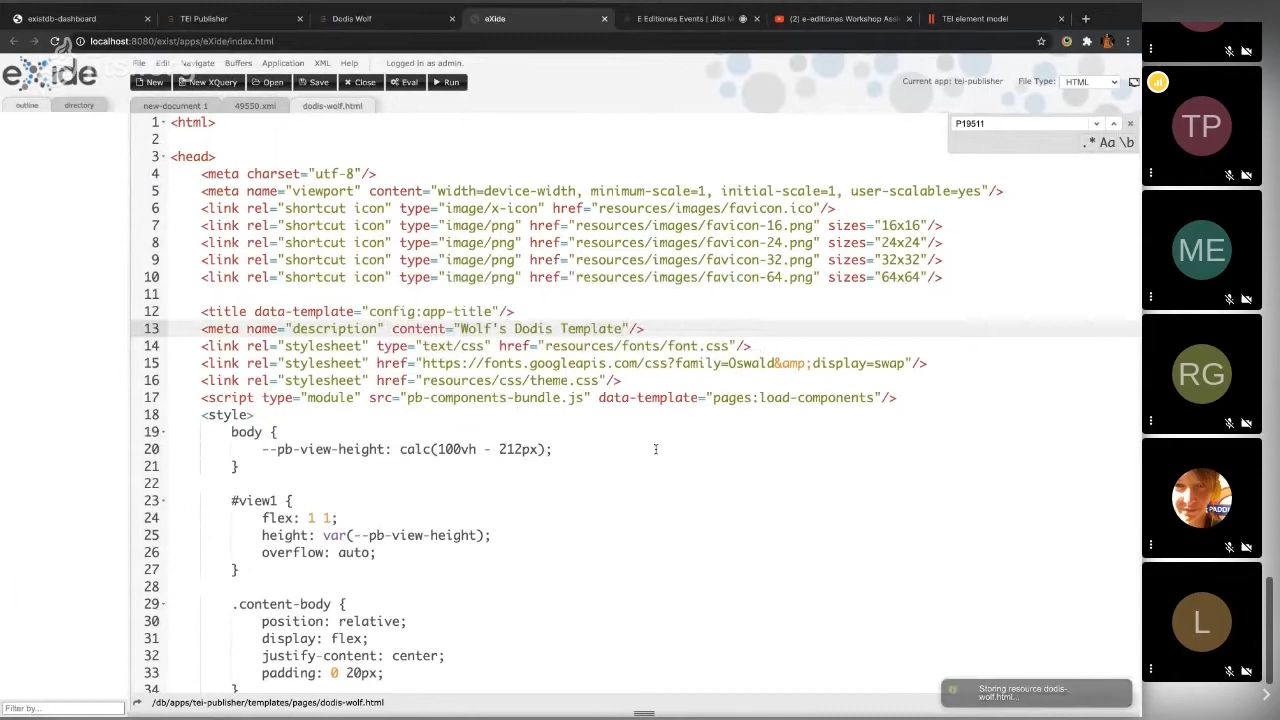 existdb-dashboard
TEI Publisher
Dodis Wolf
eXide
E Editiones Events | Jitsi M
(2) e-editiones Workshop Assi
TEI element model
localhost:8080/exist/apps/eXide/index.html
eXide
File Edit Navigate Buffers Application XML Help Logged in as admin.
New New XQuery Open Save Close Eval Run
Current app: tei-publisher File Type: HTML
outline directory
new-document 1 49550.xml dodis-wolf.html
P19511
.* Aa \b
1 <html>
2
3 <head>
4 <meta charset="utf-8"/>
5 <meta name="viewport" content="width=device-width, minimum-scale=1, initial-scale=1, user-scalable=yes"/>
6 <link rel="shortcut icon" type="image/x-icon" href="resources/images/favicon.ico"/>
7 <link rel="shortcut icon" type="image/png" href="resources/images/favicon-16.png" sizes="16x16"/>
8 <link rel="shortcut icon" type="image/png" href="resources/images/favicon-24.png" sizes="24x24"/>
9 <link rel="shortcut icon" type="image/png" href="resources/images/favicon-32.png" sizes="32x32"/>
10 <link rel="shortcut icon" type="image/png" href="resources/images/favicon-64.png" sizes="64x64"/>
11
12 <title data-template="config:app-title"/>
13 <meta name="description" content="Wolf's Dodis Template"/>
14 <link rel="stylesheet" type="text/css" href="resources/fonts/font.css"/>
15 <link rel="stylesheet" href="https://fonts.googleapis.com/css?family=Oswald&amp;display=swap"/>
16 <link rel="stylesheet" href="resources/css/theme.css"/>
17 <script type="module" src="pb-components-bundle.js" data-template="pages:load-components"/>
18 <style>
19 body {
20 --pb-view-height: calc(100vh - 212px);
21 }
22
23 #view1 {
24 flex: 1 1;
25 height: var(--pb-view-height);
26 overflow: auto;
27 }
28
29 .content-body {
30 position: relative;
31 display: flex;
32 justify-content: center;
33 padding: 0 20px;
34 }
Storing resource dodis-
wolf.html...
Filter by...
/db/apps/tei-publisher/templates/pages/dodis-wolf.html
TP
ME
RG
PADD
L